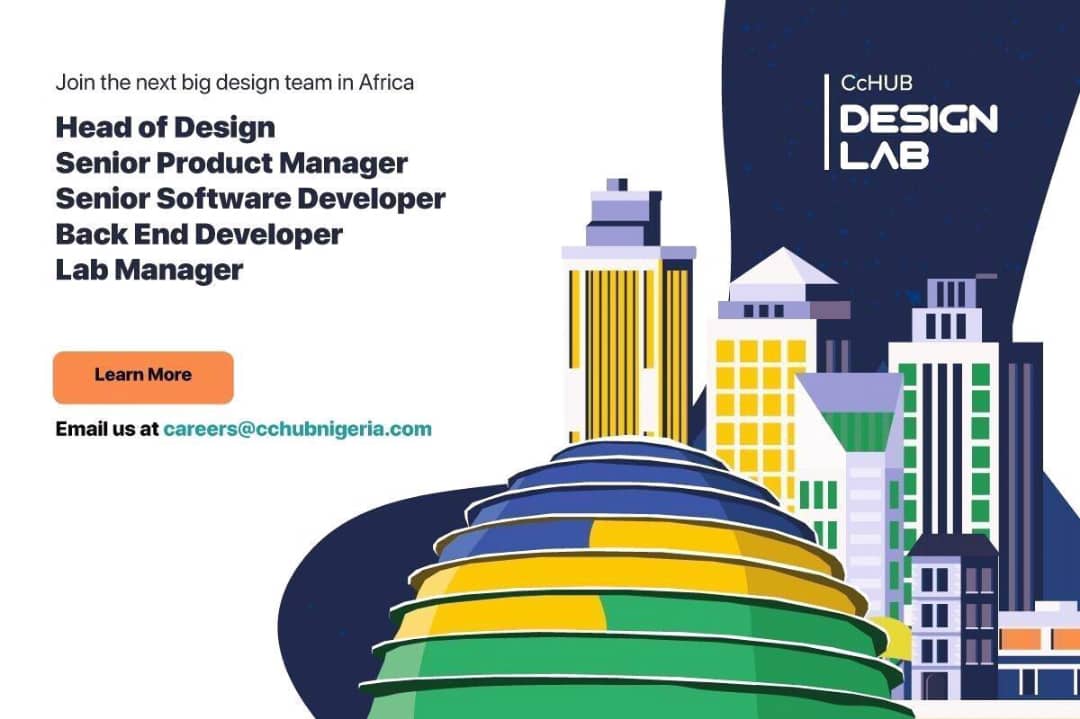 Join the next big design team in Africa
Head of Design
Senior Product Manager
Senior Software Developer
Back End Developer
Lab Manager
Learn More
Email us at careers@cchubnigeria.com
CcHUB
DESIGN
LAB